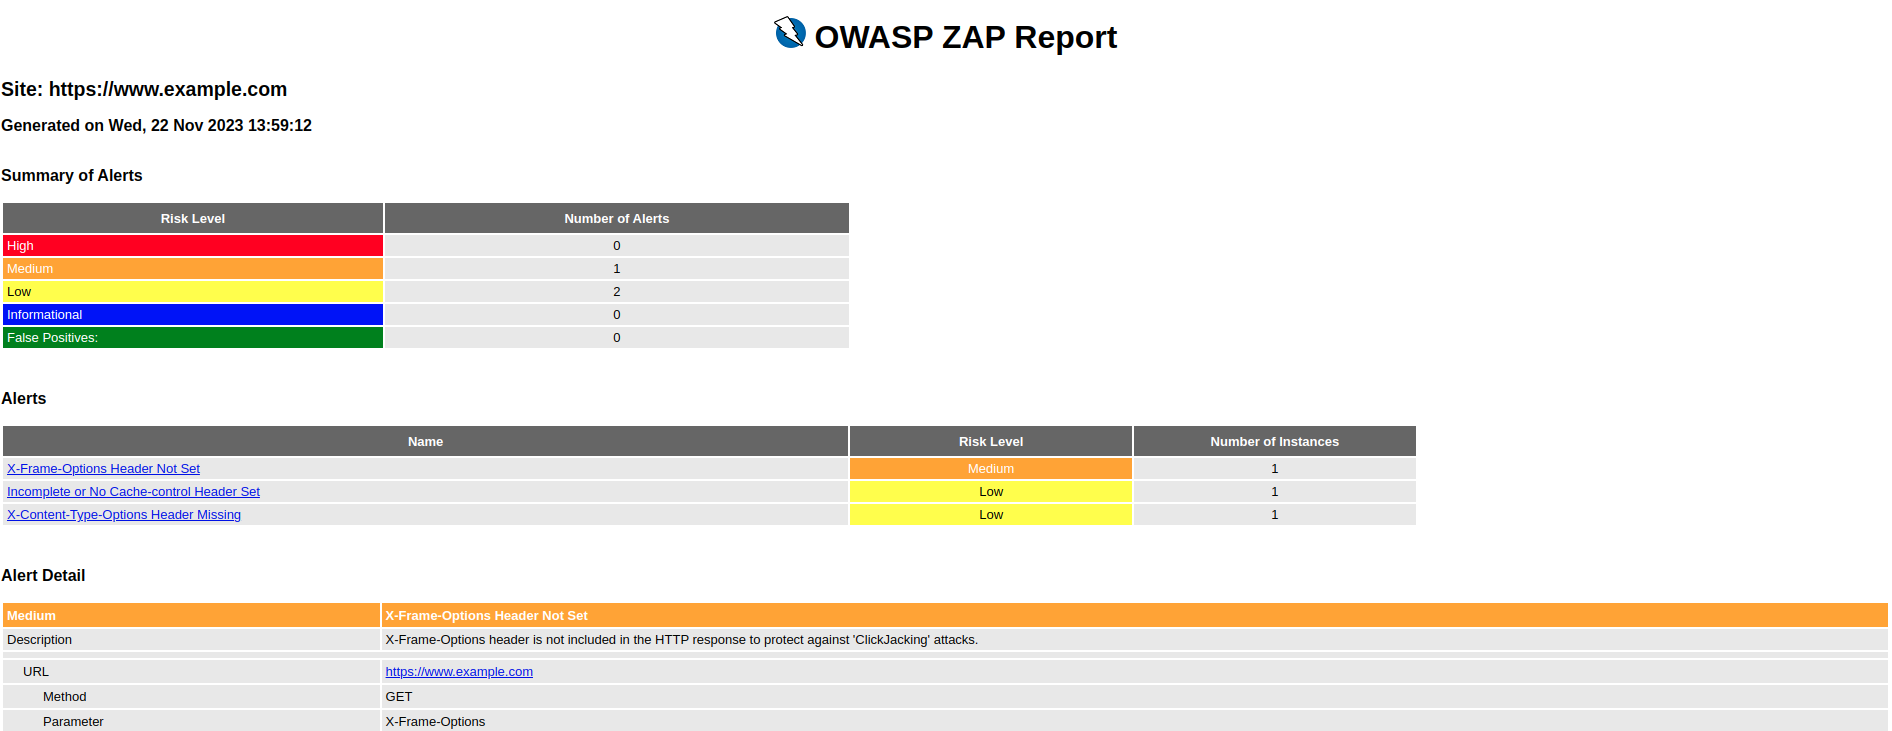 OWASP ZAP Report
Site: https://www.example.com
Generated on Wed, 22 Nov 2023 13:59:12
Summary of Alerts
Risk Level Number of Alerts
High 0
Medium 1
Low 2
Informational 0
False Positives: 0
Alerts
Name Risk Level Number of Instances
X-Frame-Options Header Not Set Medium 1
Incomplete or No Cache-control Header Set Low 1
X-Content-Type-Options Header Missing Low 1
Alert Detail
Medium X-Frame-Options Header Not Set
Description X-Frame-Options header is not included in the HTTP response to protect against 'ClickJacking' attacks.
URL https://www.example.com
Method GET
Parameter X-Frame-Options